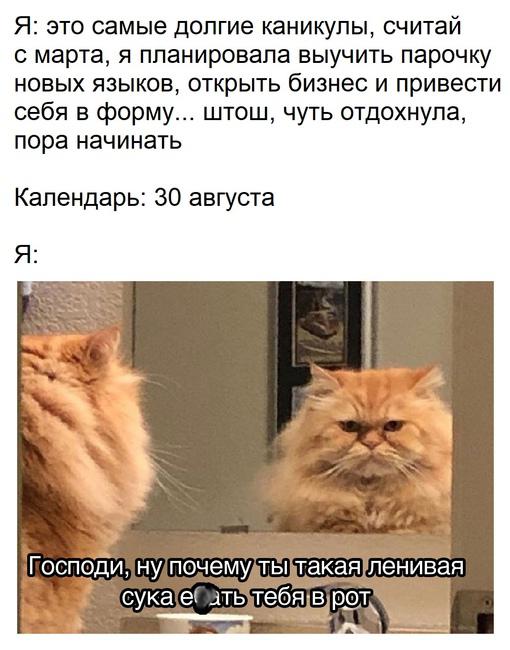 Я: это самые долгие каникулы, считай
с марта, я планировала выучить парочку
новых языков, открыть бизнес и привести
себя в форму... штош, чуть отдохнула,
пора начинать
Календарь: 30 августа
Я:
Господи, ну почему ты такая ленивая
сука е тать тебя в рот